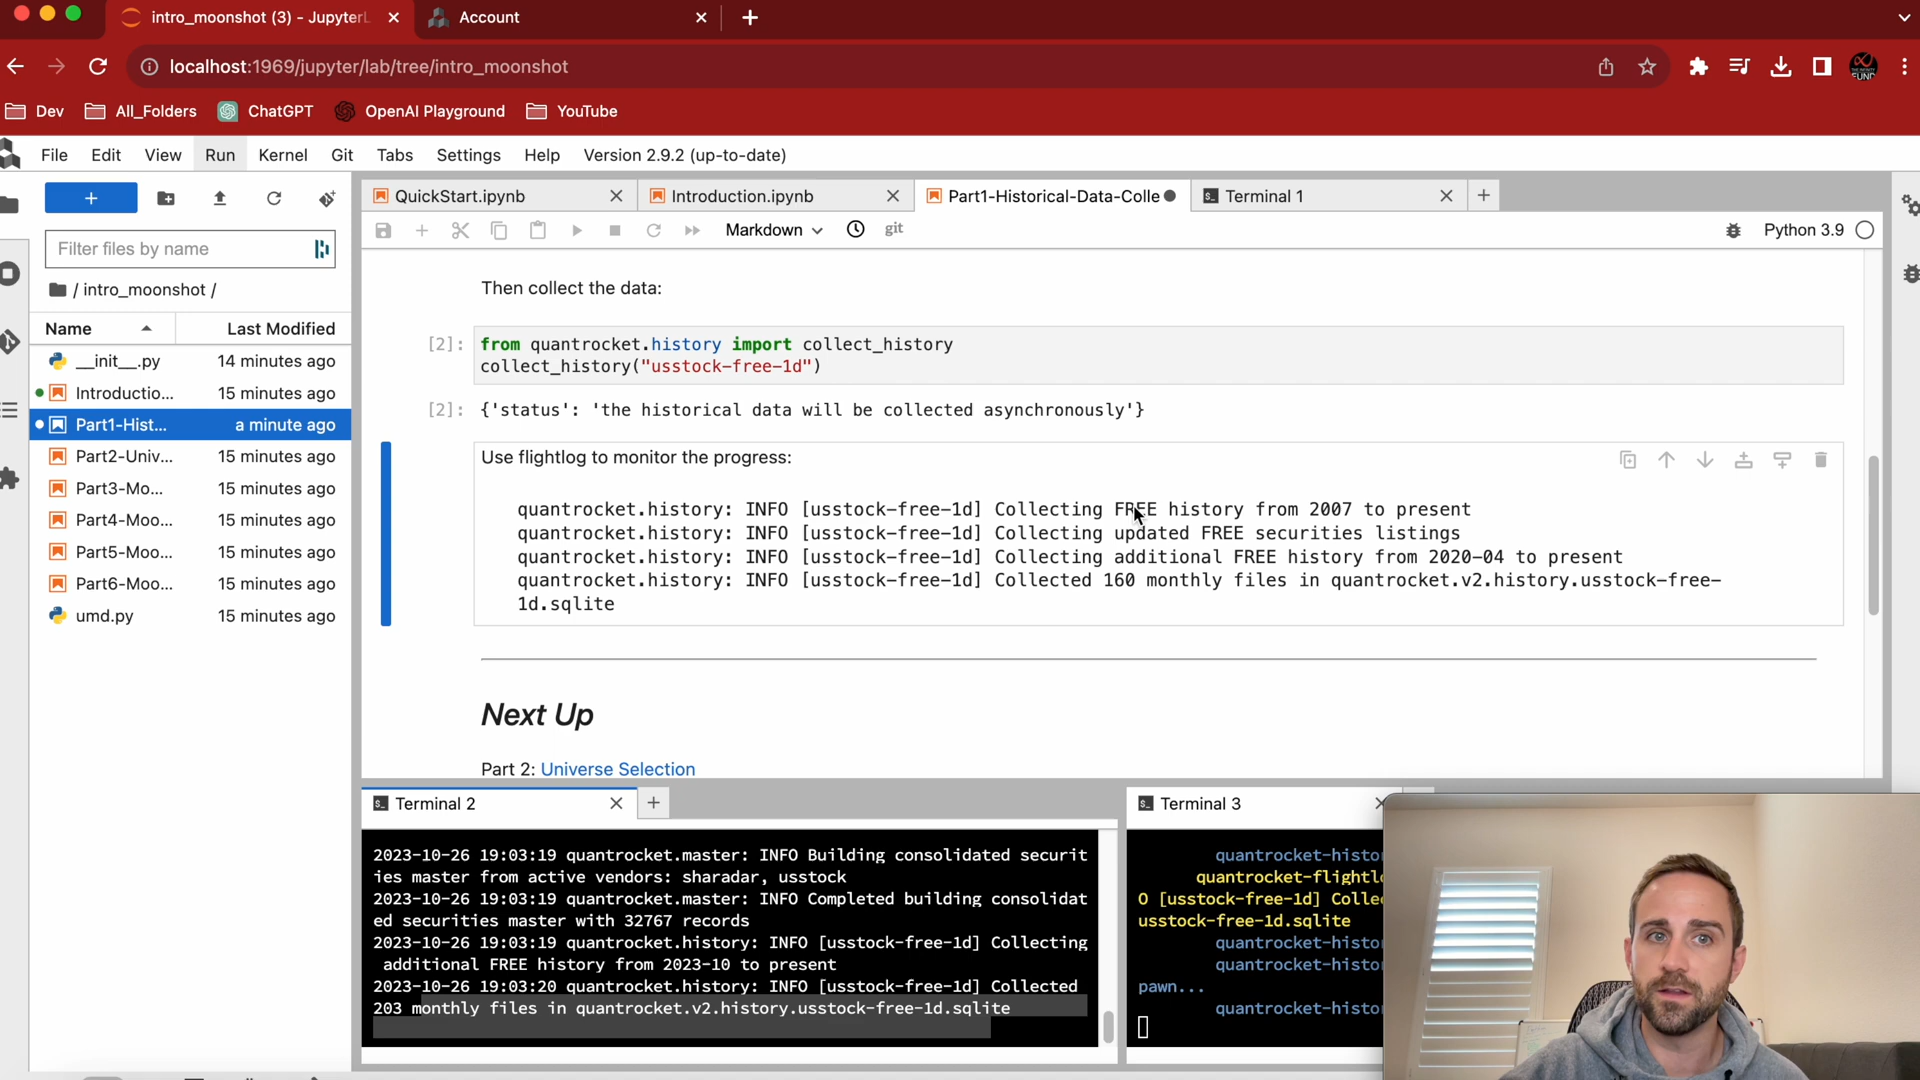 intro_moonshot (3) - JupyterL
Account
localhost:1969/jupyter/lab/tree/intro_moonshot
Dev
All_Folders
ChatGPT
OpenAI Playground
YouTube
File Edit View Run Kernel Git Tabs Settings Help Version 2.9.2 (up-to-date)
QuickStart.ipynb
Introduction.ipynb
Part1-Historical-Data-Colle
Terminal 1
Markdown
git
Python 3.9
Filter files by name
/ intro_moonshot /
Name Last Modified
__init__.py 14 minutes ago
Introductio... 15 minutes ago
Part1-Hist... a minute ago
Part2-Univ... 15 minutes ago
Part3-Mo... 15 minutes ago
Part4-Moo... 15 minutes ago
Part5-Moo... 15 minutes ago
Part6-Moo... 15 minutes ago
umd.py 15 minutes ago
Then collect the data:
[2]: from quantrocket.history import collect_history
collect_history("usstock-free-1d")
[2]: {'status': 'the historical data will be collected asynchronously'}
Use flightlog to monitor the progress:
quantrocket.history: INFO [usstock-free-1d] Collecting FREE history from 2007 to present
quantrocket.history: INFO [usstock-free-1d] Collecting updated FREE securities listings
quantrocket.history: INFO [usstock-free-1d] Collecting additional FREE history from 2020-04 to present
quantrocket.history: INFO [usstock-free-1d] Collected 160 monthly files in quantrocket.v2.history.usstock-free-
1d.sqlite
Next Up
Part 2: Universe Selection
Terminal 2
2023-10-26 19:03:19 quantrocket.master: INFO Building consolidated securit
ies master from active vendors: sharadar, usstock
2023-10-26 19:03:19 quantrocket.master: INFO Completed building consolidat
ed securities master with 32767 records
2023-10-26 19:03:19 quantrocket.history: INFO [usstock-free-1d] Collecting
additional FREE history from 2023-10 to present
2023-10-26 19:03:20 quantrocket.history: INFO [usstock-free-1d] Collected
203 monthly files in quantrocket.v2.history.usstock-free-1d.sqlite
Terminal 3
quantrocket-histo
quantrocket-flightl
O [usstock-free-1d] Colle
usstock-free-1d.sqlite
quantrocket-histo
quantrocket-histo
pawn...
quantrocket-histo